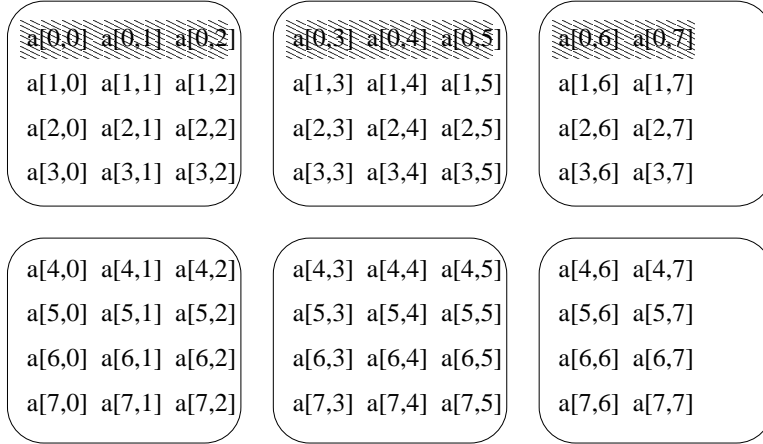 a[0,0] a[0,1] a[0,2] a[0,3] a[0,4] a[0,5] a[0,6] a[0,7]
a[1,0] a[1,1] a[1,2] a[1,3] a[1,4] a[1,5] a[1,6] a[1,7]
a[2,0] a[2,1] a[2,2] a[2,3] a[2,4] a[2,5] a[2,6] a[2,7]
a[3,0] a[3,1] a[3,2] a[3,3] a[3,4] a[3,5] a[3,6] a[3,7]
a[4,0] a[4,1] a[4,2] a[4,3] a[4,4] a[4,5] a[4,6] a[4,7]
a[5,0] a[5,1] a[5,2] a[5,3] a[5,4] a[5,5] a[5,6] a[5,7]
a[6,0] a[6,1] a[6,2] a[6,3] a[6,4] a[6,5] a[6,6] a[6,7]
a[7,0] a[7,1] a[7,2] a[7,3] a[7,4] a[7,5] a[7,6] a[7,7]